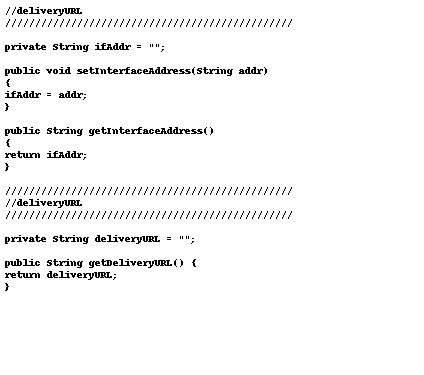 //deliveryURL
////////////////////////////////////////////////
private String ifAddr = "";
public void setInterfaceAddress(String addr)
{
ifAddr = addr;
}
public String getInterfaceAddress()
{
return ifAddr;
}
////////////////////////////////////////////////
//deliveryURL
////////////////////////////////////////////////
private String deliveryURL = "";
public String getDeliveryURL() {
return deliveryURL;
}